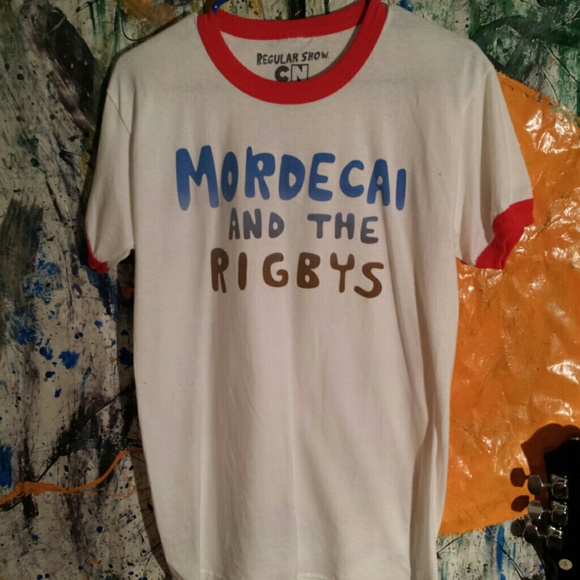 REGULAR SHOW
CN
MORDECAI
AND THE
RIGBYS